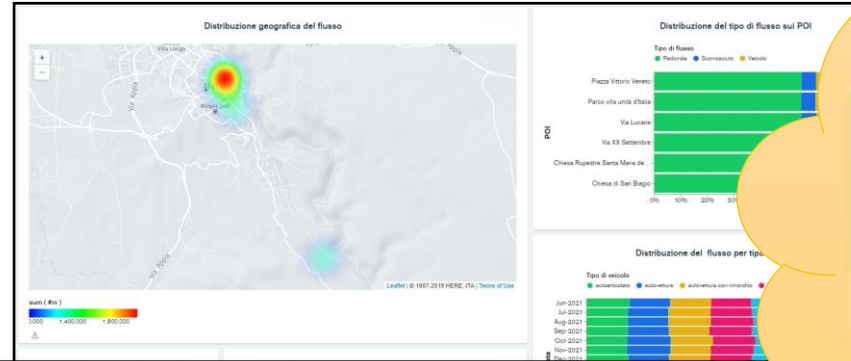 Distribuzione geografica del flusso
+
−
Villa Longo
Via Appia
Via Appia
Matera Sud
Via Appia
Leaflet | © 1987-2019 HERE, ITA | Terms of Use
sum ( #in )
1.400.000 1.800.000
Distribuzione del tipo di flusso sui POI
Tipo di flusso
Pedonale Sconosciuto Veicolo
POI
Piazza Vittorio Veneto
Parco villa unità d'Italia
Via Lucana
Via XX Settembre
Chiesa Rupestre Santa Maria de ...
Chiesa di San Biagio
0% 10% 20% 30%
Distribuzione del flusso per tipo
Tipo di veicolo
autoarticolato autovettura autovettura con rimorchio
Jun-2021
Jul-2021
Aug-2021
Sep-2021
Oct-2021
Nov-2021
Dec-2021